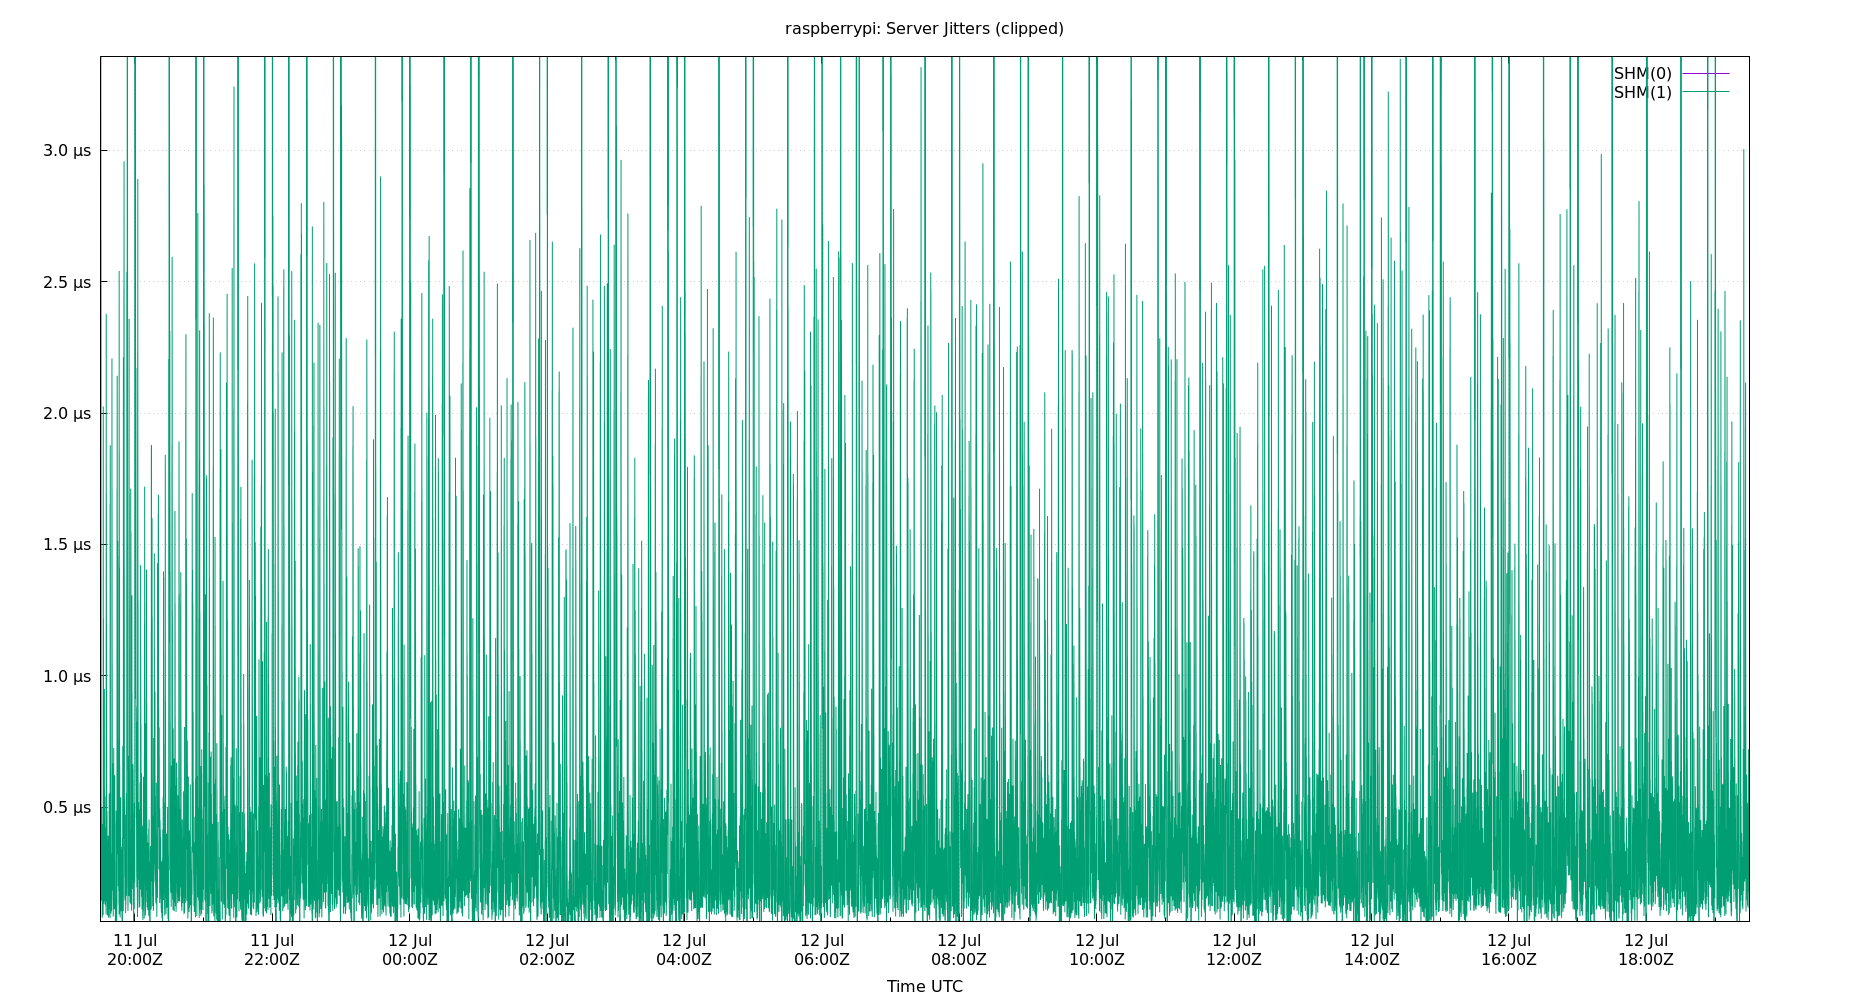 raspberrypi: Server Jitters (clipped)
SHM(0)
SHM(1)
3.0 µs
2.5 µs
2.0 µs
1.5 µs
1.0 µs
0.5 µs
11 Jul 11 Jul 12 Jul 12 Jul 12 Jul 12 Jul 12 Jul 12 Jul 12 Jul 12 Jul 12 Jul 12 Jul
20:00Z 22:00Z 00:00Z 02:00Z 04:00Z 06:00Z 08:00Z 10:00Z 12:00Z 14:00Z 16:00Z 18:00Z
Time UTC